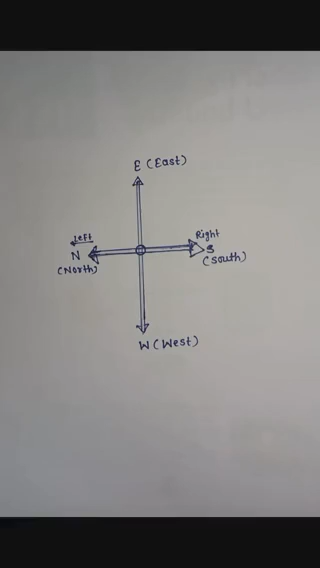 E (East)
Left
Right
N
S
(North)
(South)
W (West)